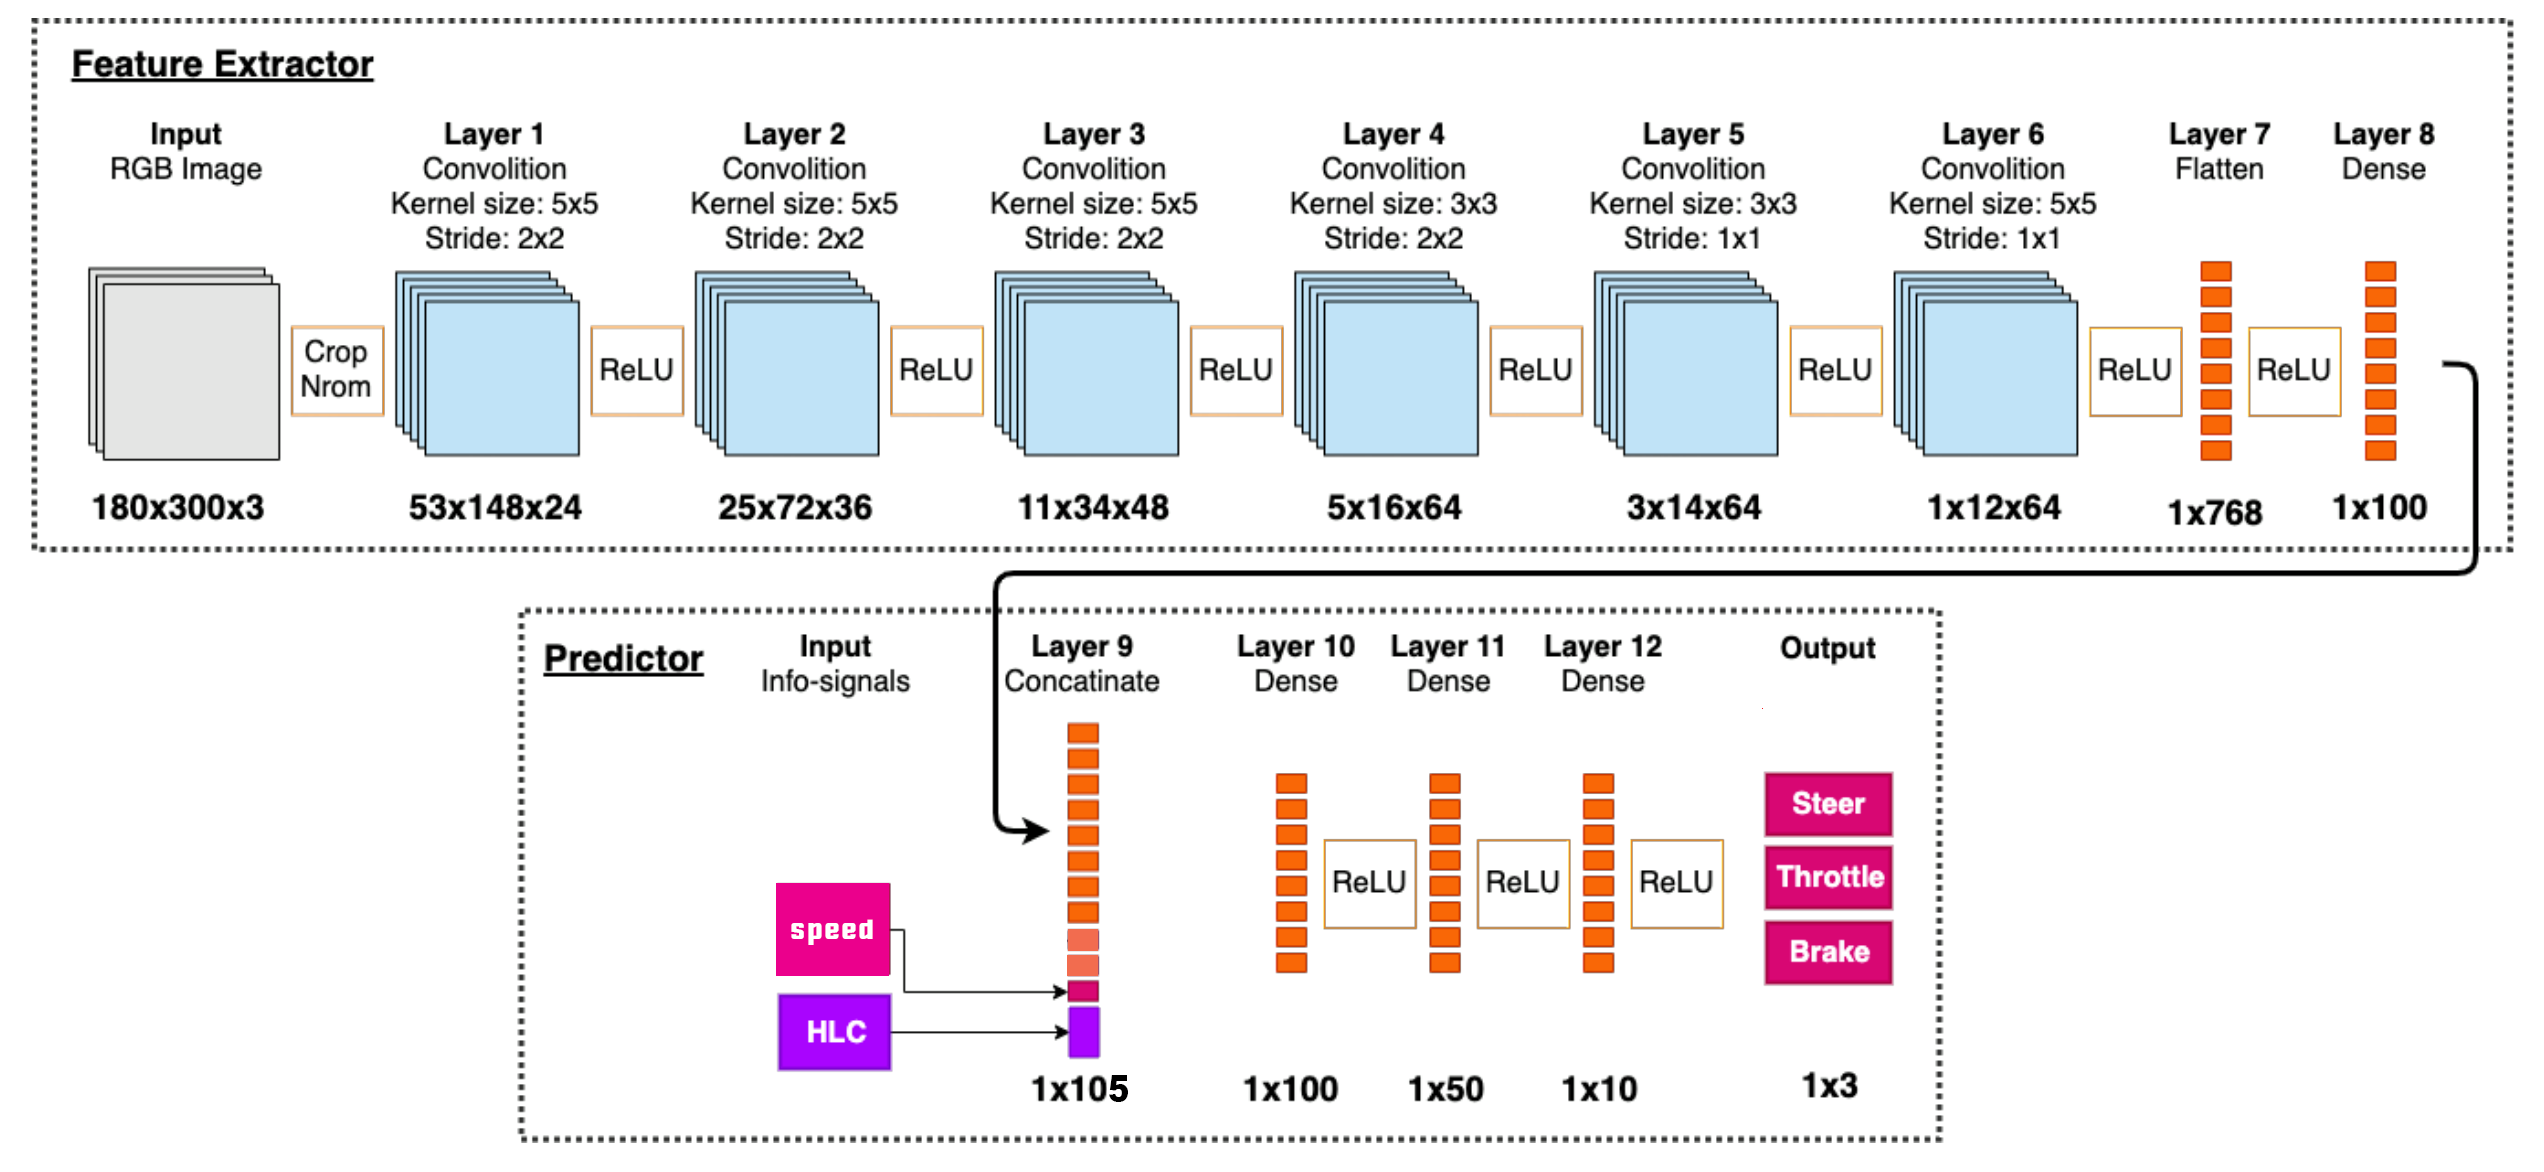 Feature Extractor
Input
RGB Image
Layer 1
Convolition
Kernel size: 5x5
Stride: 2x2
Layer 2
Convolition
Kernel size: 5x5
Stride: 2x2
Layer 3
Convolition
Kernel size: 5x5
Stride: 2x2
Layer 4
Convolition
Kernel size: 3x3
Stride: 2x2
Layer 5
Convolition
Kernel size: 3x3
Stride: 1x1
Layer 6
Convolition
Kernel size: 5x5
Stride: 1x1
Layer 7
Flatten
Layer 8
Dense
Crop
Nrom
ReLU
ReLU
ReLU
ReLU
ReLU
ReLU
ReLU
180x300x3
53x148x24
25x72x36
11x34x48
5x16x64
3x14x64
1x12x64
1x768
1x100
Predictor
Input
Info-signals
Layer 9
Concatinate
Layer 10
Dense
Layer 11
Dense
Layer 12
Dense
Output
speed
HLC
ReLU
ReLU
ReLU
Steer
Throttle
Brake
1x105
1x100
1x50
1x10
1x3